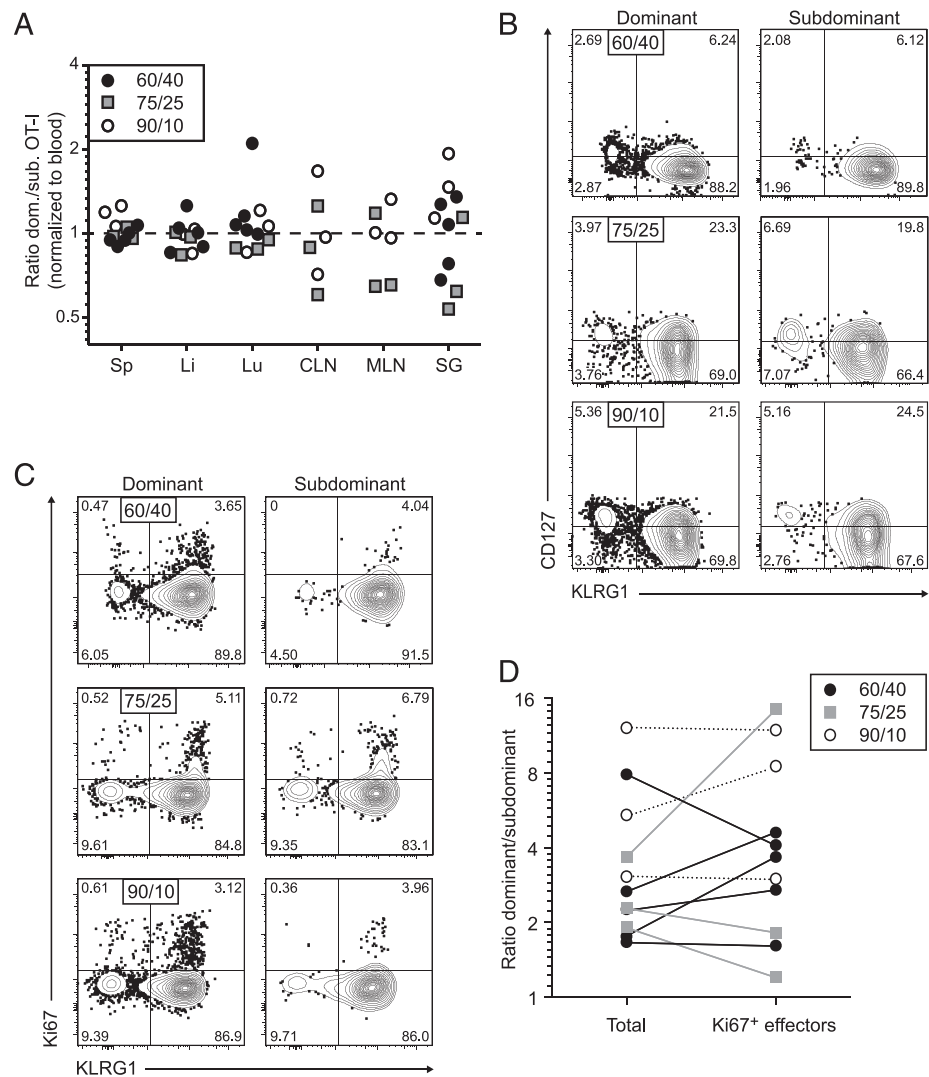 A
Ratio dom./sub. OT-I
(normalized to blood)
4
2
1
0.5
60/40
75/25
90/10
Sp Li Lu CLN MLN SG
B
Dominant Subdominant
60/40
2.69 6.24 2.08 6.12
2.87 88.2 1.96 89.8
75/25
3.97 23.3 6.69 19.8
3.76 69.0 7.07 66.4
90/10
5.36 21.5 5.16 24.5
3.30 69.8 2.76 67.6
CD127
KLRG1
C
Dominant Subdominant
60/40
0.47 3.65 0 4.04
6.05 89.8 4.50 91.5
75/25
0.52 5.11 0.72 6.79
9.61 84.8 9.35 83.1
90/10
0.61 3.12 0.36 3.96
9.39 86.9 9.71 86.0
Ki67
KLRG1
D
Ratio dominant/subdominant
16
8
4
2
1
60/40
75/25
90/10
Total Ki67⁺ effectors